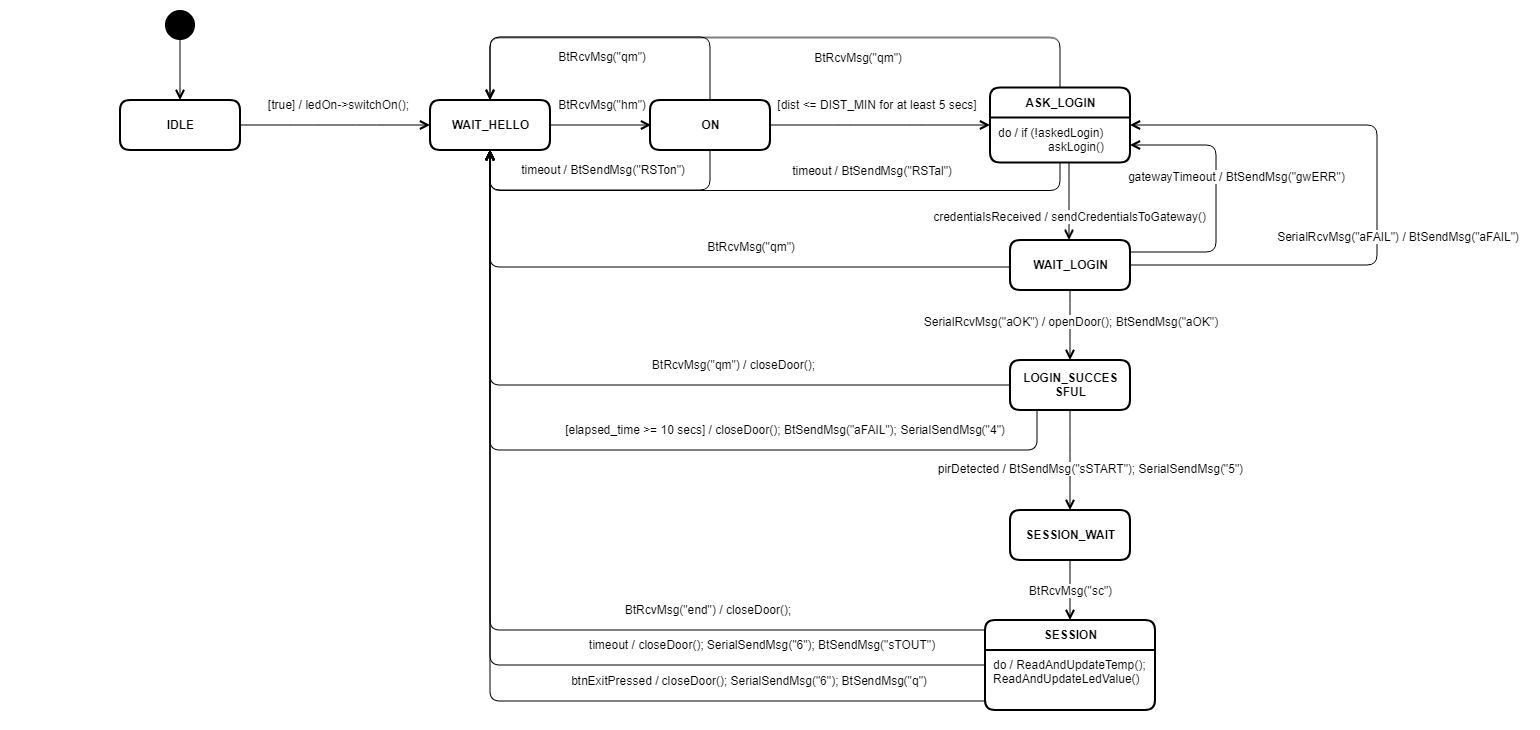 BtRcvMsg("qm")
BtRcvMsg("qm")
[true] / ledOn->switchOn();
BtRcvMsg("hm")
[dist <= DIST_MIN for at least 5 secs]
ASK_LOGIN
IDLE
WAIT_HELLO
ON
do / if (!askedLogin)
askLogin()
timeout / BtSendMsg("RSTon")
timeout / BtSendMsg("RSTal")
gatewayTimeout / BtSendMsg("gwERR")
credentialsReceived / sendCredentialsToGateway()
SerialRcvMsg("aFAIL") / BtSendMsg("aFAIL")
BtRcvMsg("qm")
WAIT_LOGIN
SerialRcvMsg("aOK") / openDoor(); BtSendMsg("aOK")
BtRcvMsg("qm") / closeDoor();
LOGIN_SUCCES
SFUL
[elapsed_time >= 10 secs] / closeDoor(); BtSendMsg("aFAIL"); SerialSendMsg("4")
pirDetected / BtSendMsg("sSTART"); SerialSendMsg("5")
SESSION_WAIT
BtRcvMsg("sc")
BtRcvMsg("end") / closeDoor();
SESSION
timeout / closeDoor(); SerialSendMsg("6"); BtSendMsg("sTOUT")
do / ReadAndUpdateTemp();
ReadAndUpdateLedValue()
btnExitPressed / closeDoor(); SerialSendMsg("6"); BtSendMsg("q")